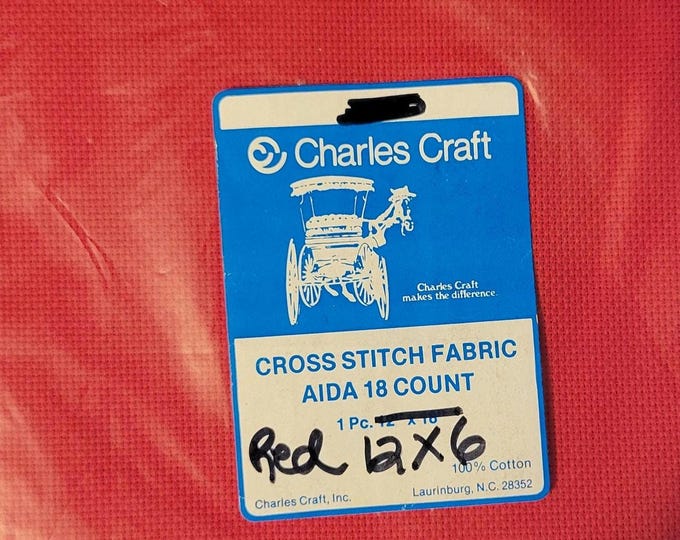 Charles Craft
Charles Craft
makes the difference.
CROSS STITCH FABRIC
AIDA 18 COUNT
1 Pc. 12" x 18"
Red 12x6
100% Cotton
Charles Craft, Inc.
Laurinburg, N.C. 28352